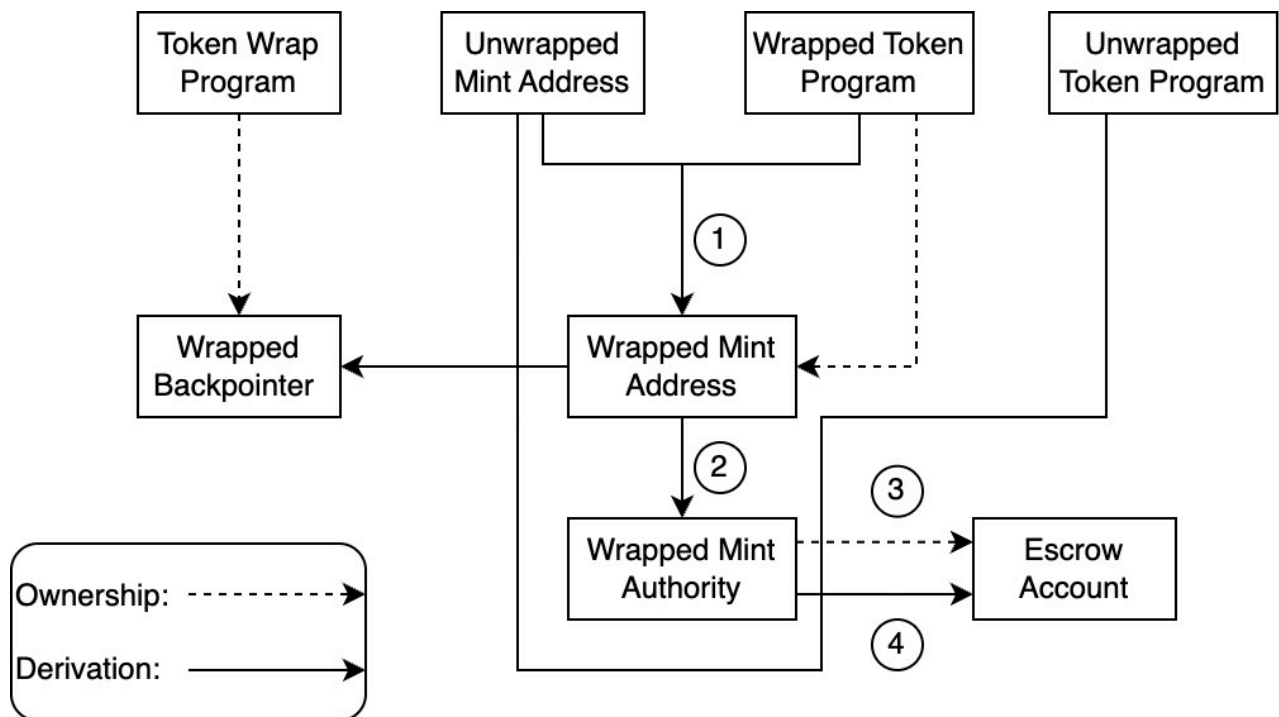 Token Wrap
Program
Unwrapped
Mint Address
Wrapped Token
Program
Unwrapped
Token Program
1
Wrapped
Backpointer
Wrapped Mint
Address
2
3
Wrapped Mint
Authority
Escrow
Account
4
Ownership:
Derivation: